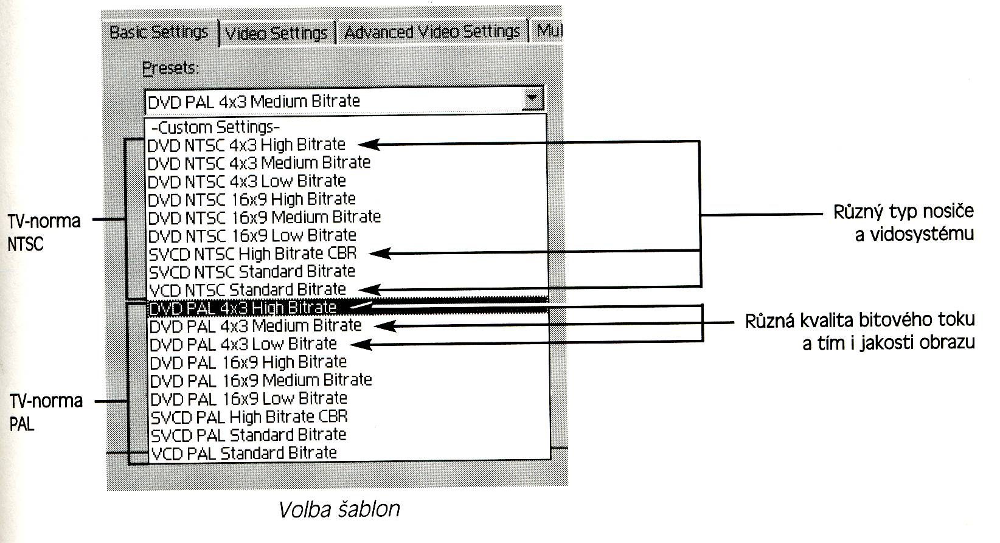 Basic Settings Video Settings Advanced Video Settings Mul
Presets:
DVD PAL 4x3 Medium Bitrate
-Custom Settings-
DVD NTSC 4x3 High Bitrate
DVD NTSC 4x3 Medium Bitrate
DVD NTSC 4x3 Low Bitrate
DVD NTSC 16x9 High Bitrate
DVD NTSC 16x9 Medium Bitrate
DVD NTSC 16x9 Low Bitrate
SVCD NTSC High Bitrate CBR
SVCD NTSC Standard Bitrate
VCD NTSC Standard Bitrate
DVD PAL 4x3 High Bitrate
DVD PAL 4x3 Medium Bitrate
DVD PAL 4x3 Low Bitrate
DVD PAL 16x9 High Bitrate
DVD PAL 16x9 Medium Bitrate
DVD PAL 16x9 Low Bitrate
SVCD PAL High Bitrate CBR
SVCD PAL Standard Bitrate
VCD PAL Standard Bitrate
TV-norma
NTSC
TV-norma
PAL
Různý typ nosiče
a vidosystému
Různá kvalita bitového toku
a tím i jakosti obrazu
Volba šablon